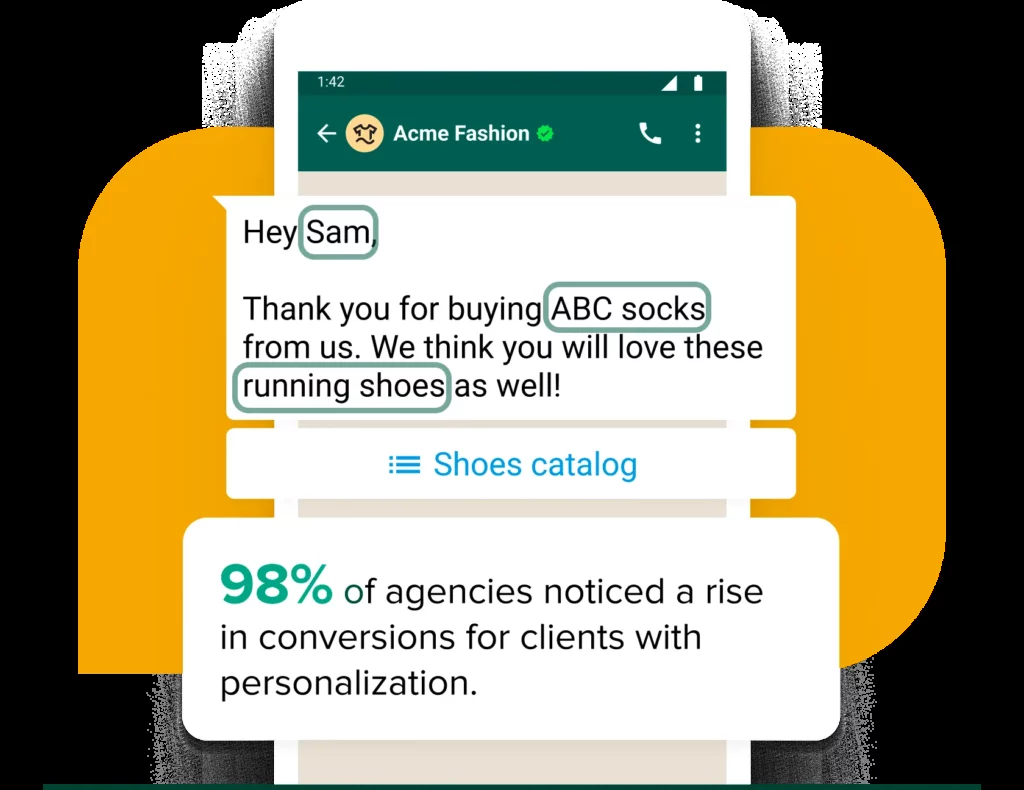 1:42
Acme Fashion
Hey Sam,
Thank you for buying ABC socks
from us. We think you will love these
running shoes as well!
Shoes catalog
98% of agencies noticed a rise
in conversions for clients with
personalization.